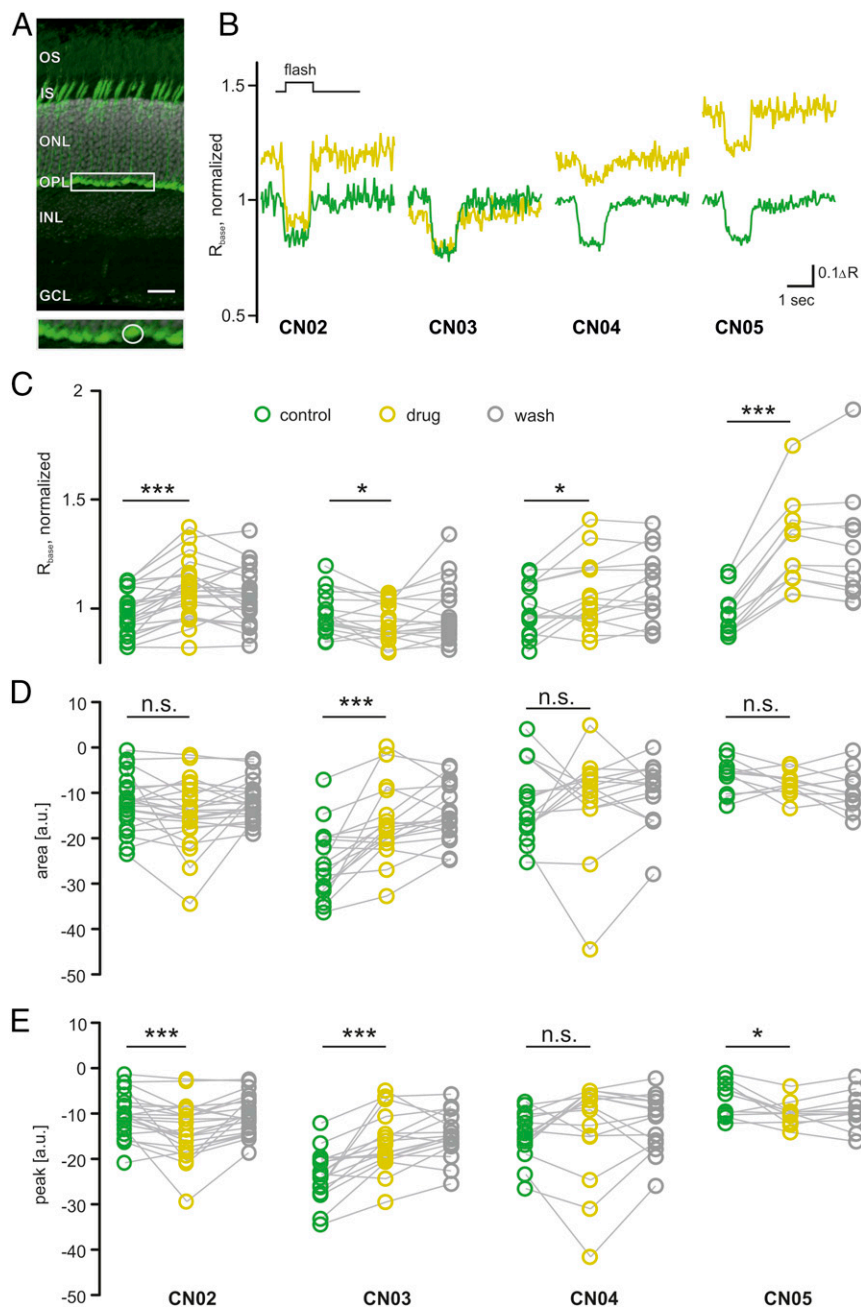 A
OS
IS
ONL
OPL
INL
GCL
B
flash
1.5
1
0.5
R base, normalized
0.1ΔR
1 sec
CN02 CN03 CN04 CN05
C
2
1.5
1
R base, normalized
control drug wash
*** * * ***
D
10
0
-10
-20
-30
-40
-50
area [a.u.]
n.s. *** n.s. n.s.
E
10
0
-10
-20
-30
-40
-50
peak [a.u.]
*** *** n.s. *
CN02 CN03 CN04 CN05